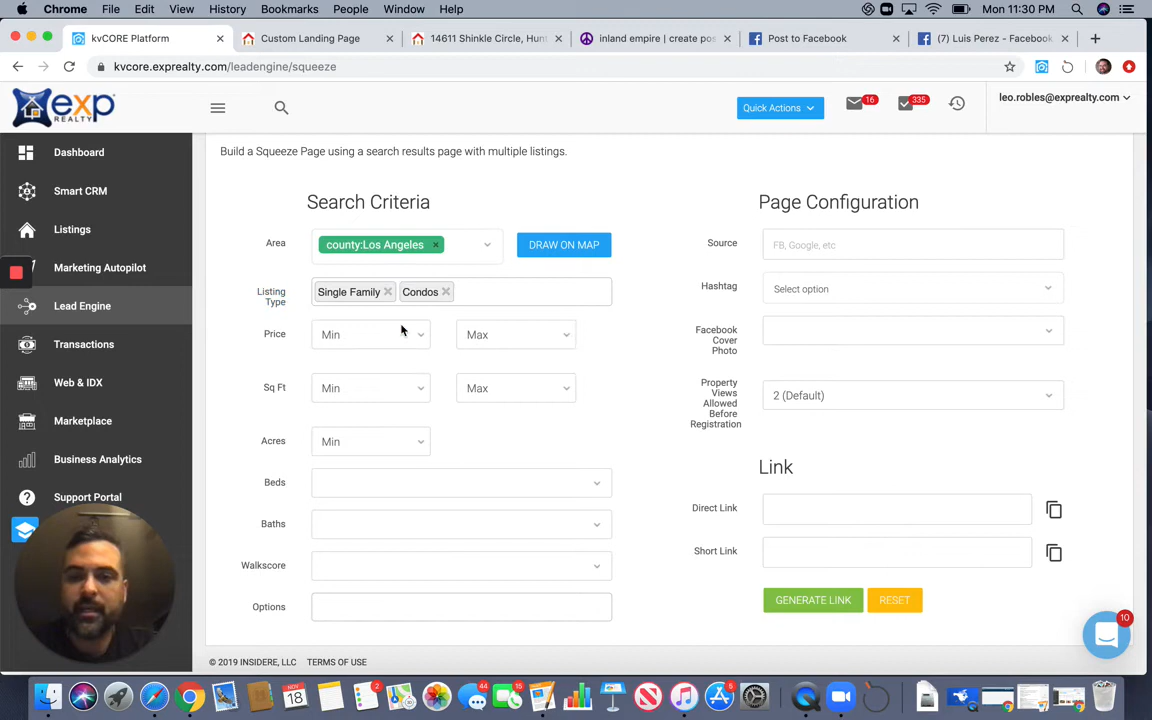 Chrome File Edit View History Bookmarks People Window Help Mon 11:30 PM
kvCORE Platform × Custom Landing Page × 14611 Shinkle Circle, Hunt × inland empire | create pos × Post to Facebook × (7) Luis Perez - Facebook ×
kvcore.exprealty.com/leadengine/squeeze
exp REALTY Quick Actions 16 335 leo.robles@exprealty.com
Dashboard
Smart CRM
Listings
Marketing Autopilot
Lead Engine
Transactions
Web & IDX
Marketplace
Business Analytics
Support Portal
Build a Squeeze Page using a search results page with multiple listings.
Search Criteria
Area county:Los Angeles × DRAW ON MAP
Listing Type Single Family Condos
Price Min Max
Sq Ft Min Max
Acres Min
Beds
Baths
Walkscore
Options
Page Configuration
Source FB, Google, etc
Hashtag Select option
Facebook
Cover
Photo
Property
Views
Allowed
Before
Registration
2 (Default)
Link
Direct Link
Short Link
GENERATE LINK RESET
10
© 2019 INSIDERE, LLC TERMS OF USE
NOV
18
2
44
15
5